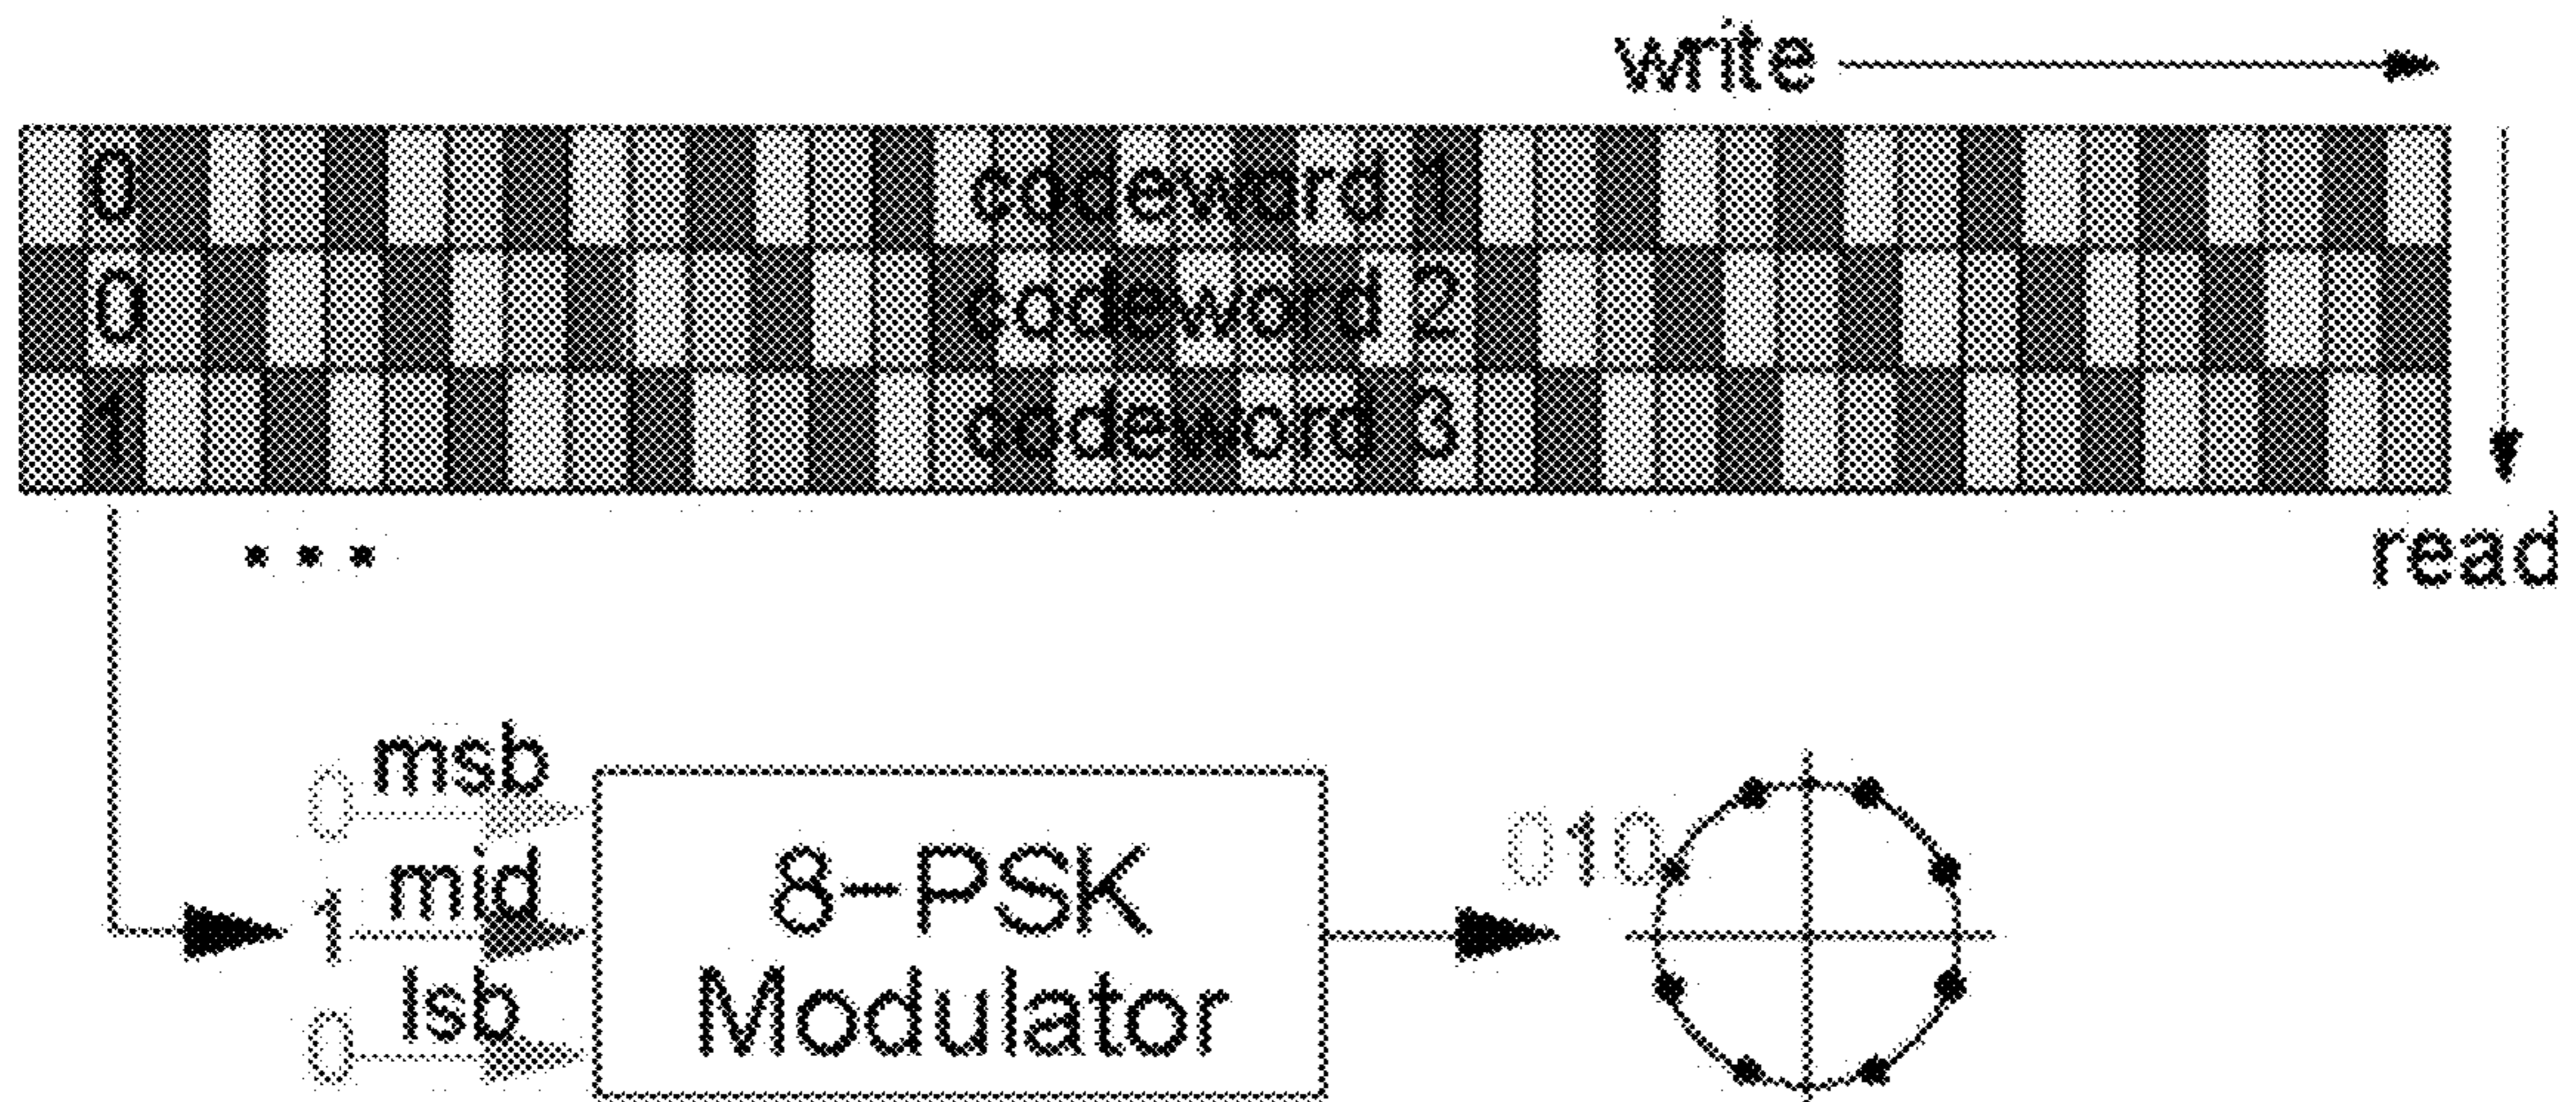 write
0 codeword 1
0 codeword 2
1 codeword 3
...
read
0 msb
1 mid
0 lsb
8-PSK
Modulator
010